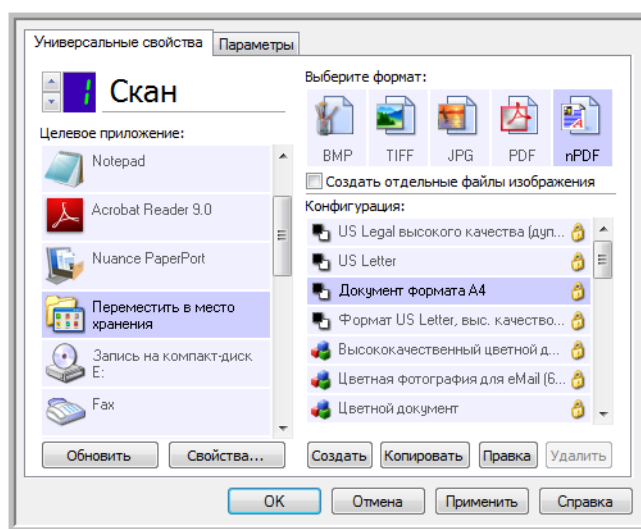 Универсальные свойства
Параметры
1
Скан
Целевое приложение:
Notepad
Acrobat Reader 9.0
Nuance PaperPort
Переместить в место
хранения
Запись на компакт-диск
E:
Fax
Обновить
Свойства...
Выберите формат:
BMP
TIFF
JPG
PDF
nPDF
Создать отдельные файлы изображения
Конфигурация:
US Legal высокого качества (дуп...
US Letter
Документ формата A4
Формат US Letter, выс. качество...
Высококачественный цветной д...
Цветная фотография для eMail (6...
Цветной документ
Создать
Копировать
Правка
Удалить
OK
Отмена
Применить
Справка